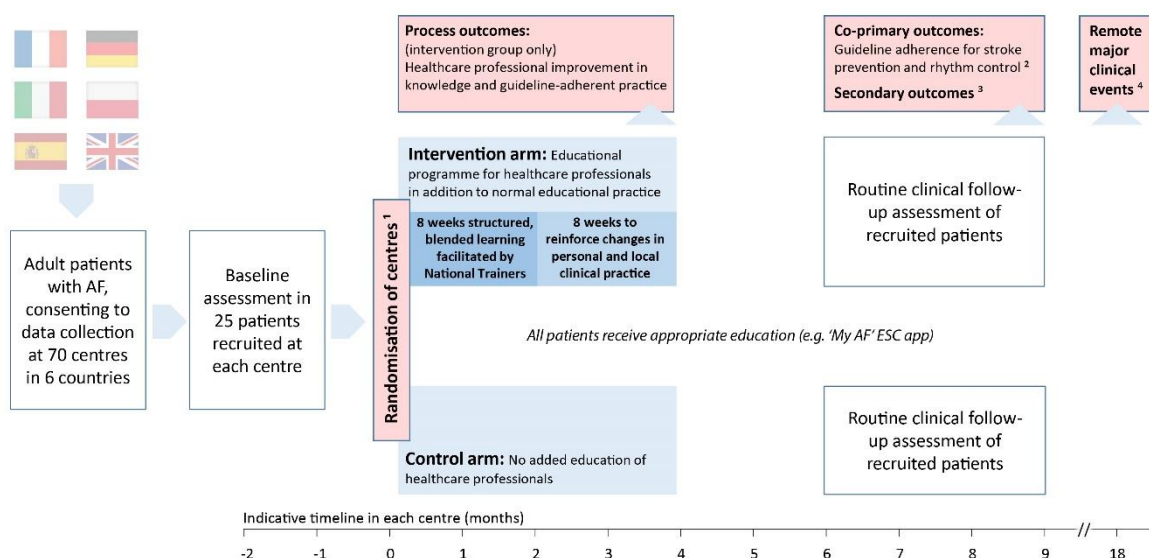 Process outcomes:
(intervention group only)
Healthcare professional improvement in
knowledge and guideline-adherent practice
Co-primary outcomes:
Guideline adherence for stroke
prevention and rhythm control ²
Secondary outcomes ³
Remote
major
clinical
events ⁴
Adult patients
with AF,
consenting to
data collection
at 70 centres
in 6 countries
Baseline
assessment in
25 patients
recruited at
each centre
Randomisation of centres ¹
Intervention arm: Educational
programme for healthcare professionals
in addition to normal educational practice
8 weeks structured,
blended learning
facilitated by
National Trainers
8 weeks to
reinforce changes in
personal and local
clinical practice
Routine clinical follow-
up assessment of
recruited patients
All patients receive appropriate education (e.g. ‘My AF’ ESC app)
Control arm: No added education of
healthcare professionals
Routine clinical follow-
up assessment of
recruited patients
Indicative timeline in each centre (months)
//
-2 -1 0 1 2 3 4 5 6 7 8 9 18